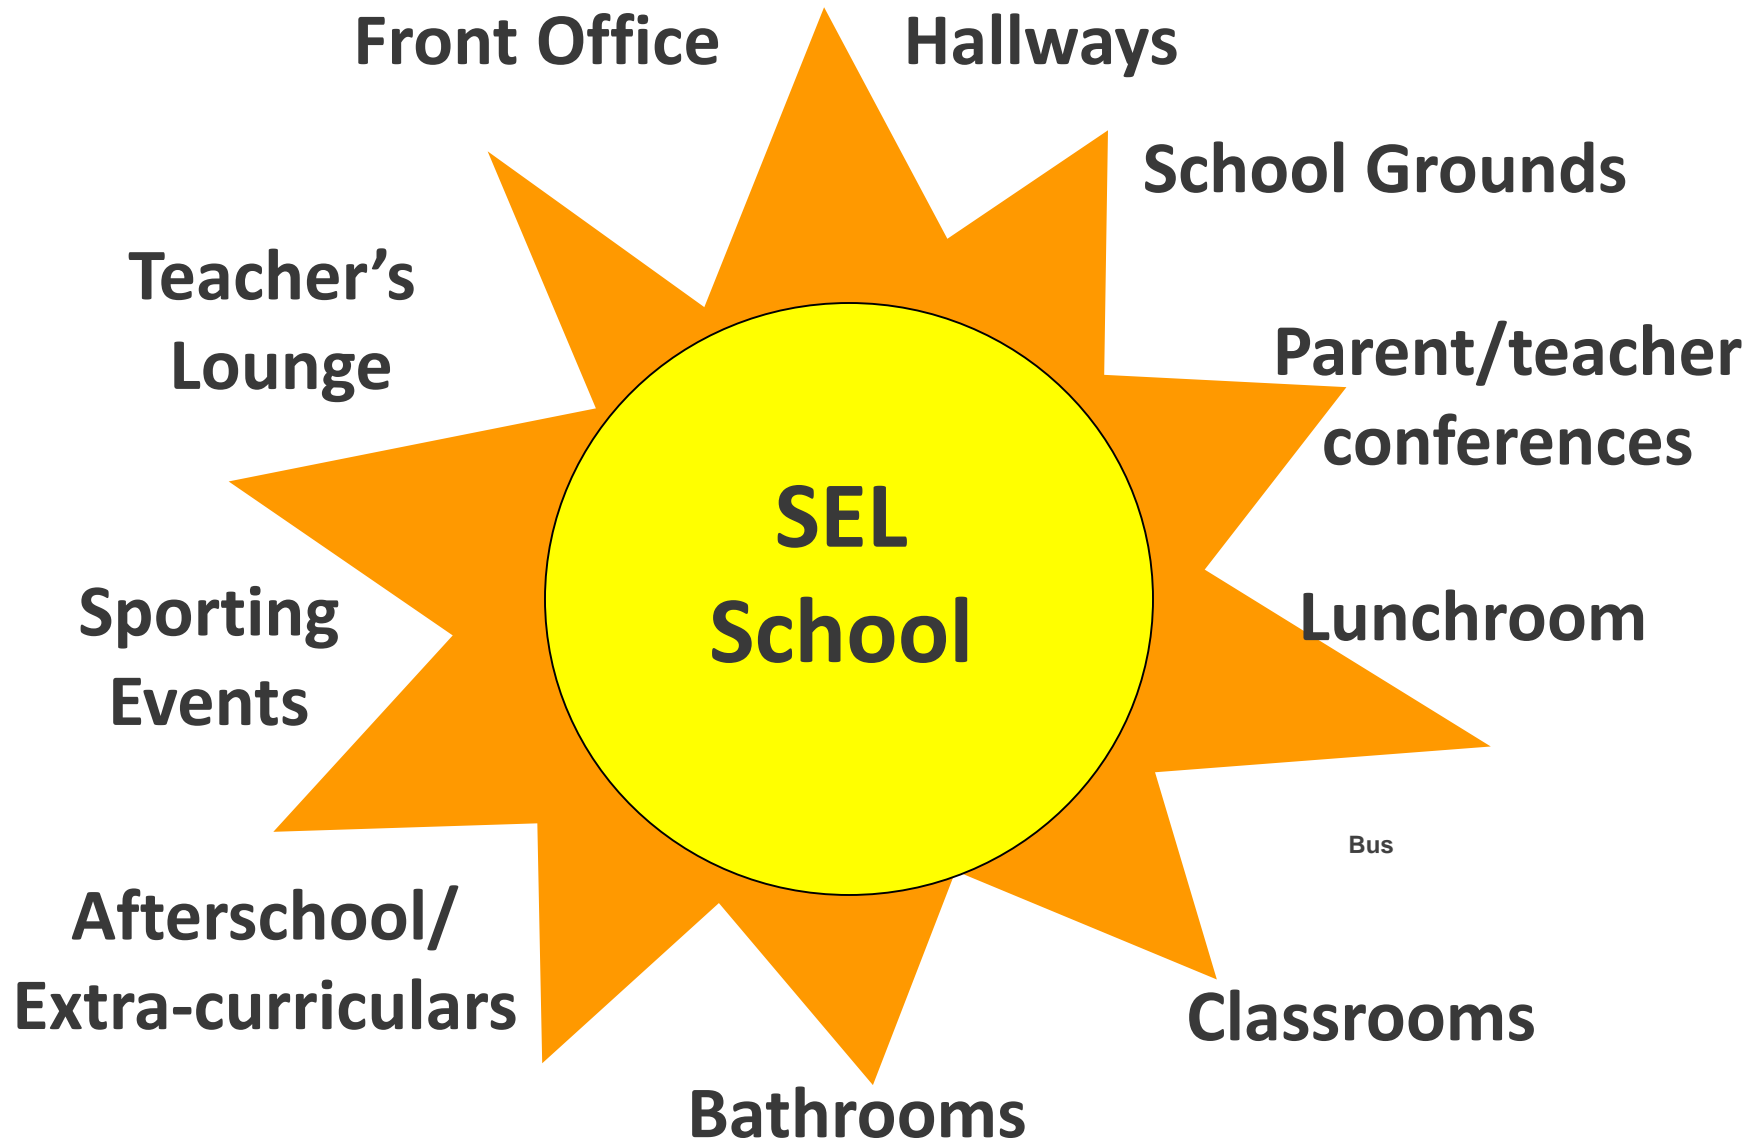 Front Office
Hallways
School Grounds
Teacher’s
Lounge
Parent/teacher
conferences
SEL
School
Sporting
Events
Lunchroom
Bus
Afterschool/
Extra-curriculars
Classrooms
Bathrooms